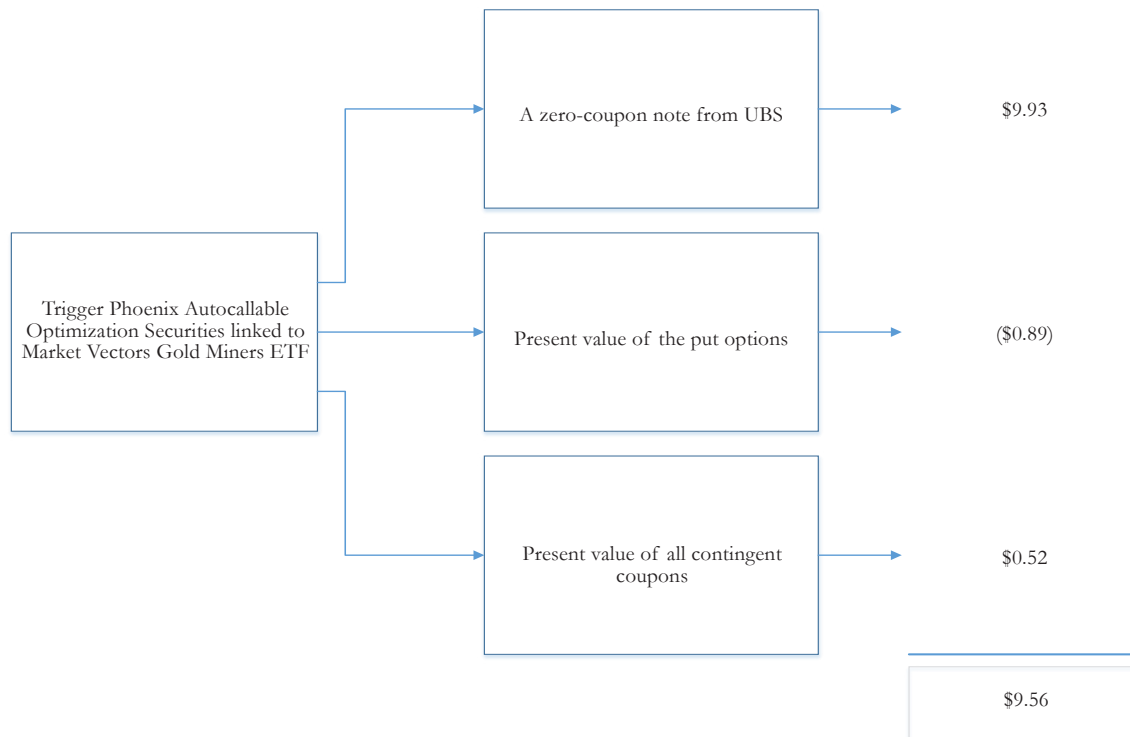 A zero-coupon note from UBS
$9.93
Trigger Phoenix Autocallable
Optimization Securities linked to
Market Vectors Gold Miners ETF
Present value of the put options
($0.89)
Present value of all contingent
coupons
$0.52
$9.56